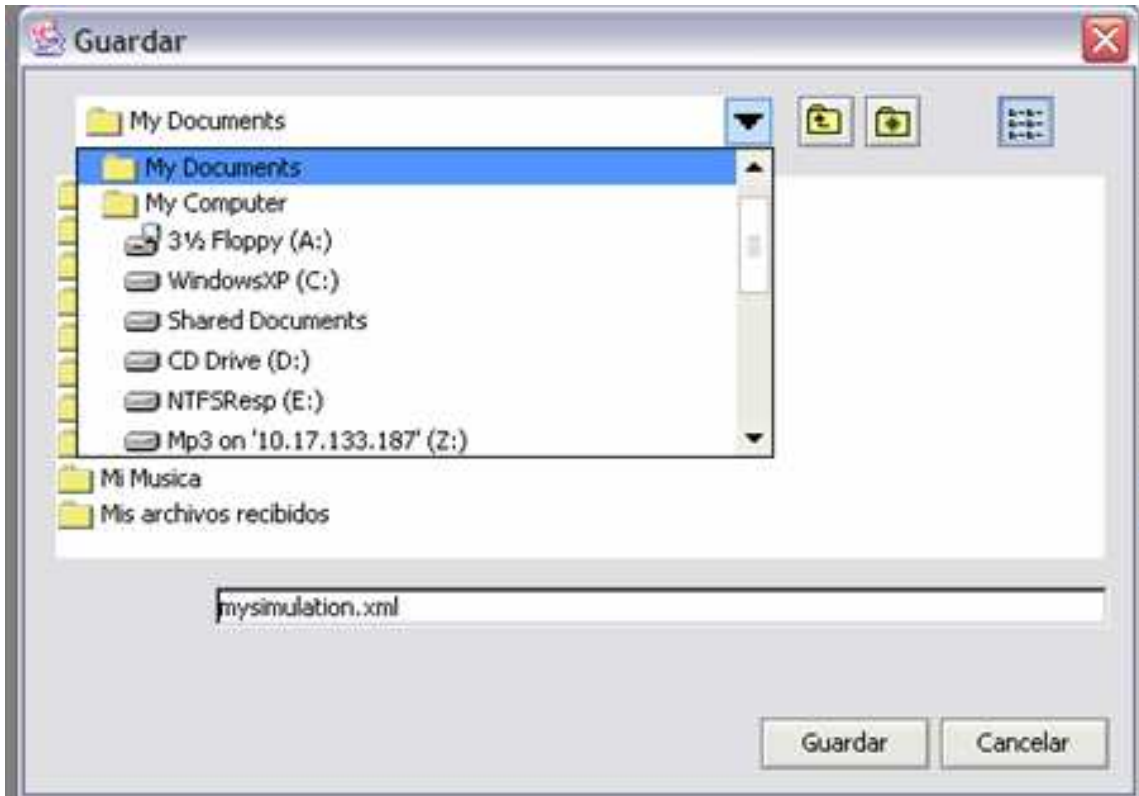 Guardar
My Documents
My Documents
My Computer
3½ Floppy (A:)
WindowsXP (C:)
Shared Documents
CD Drive (D:)
NTFSResp (E:)
Mp3 on '10.17.133.187' (Z:)
Mi Musica
Mis archivos recibidos
mysimulation.xml
Guardar Cancelar